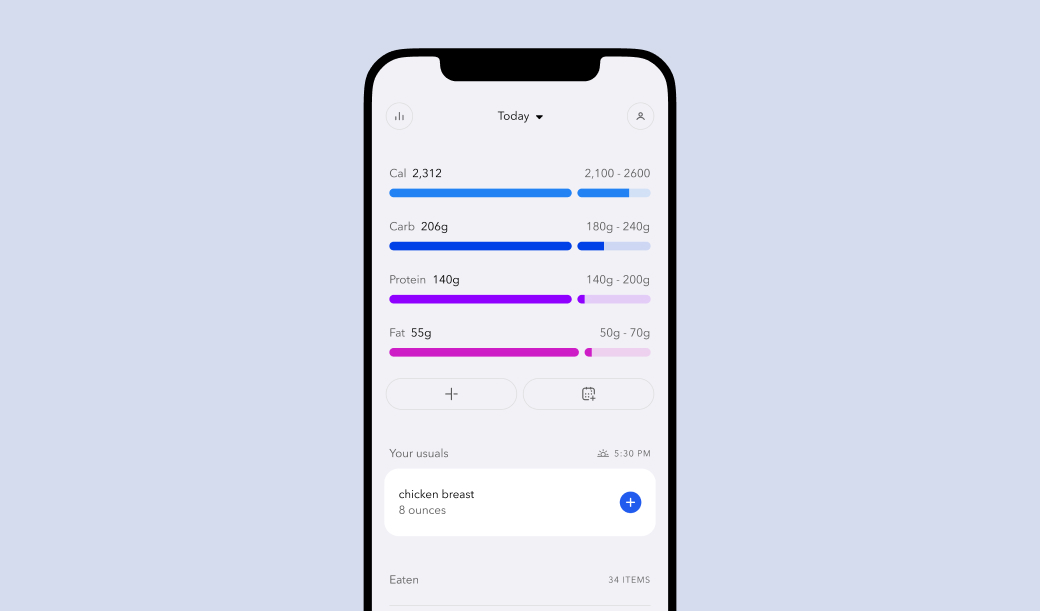 Today
Cal 2,312 2,100 - 2600
Carb 206g 180g - 240g
Protein 140g 140g - 200g
Fat 55g 50g - 70g
Your usuals 5:30 PM
chicken breast
8 ounces
Eaten 34 ITEMS